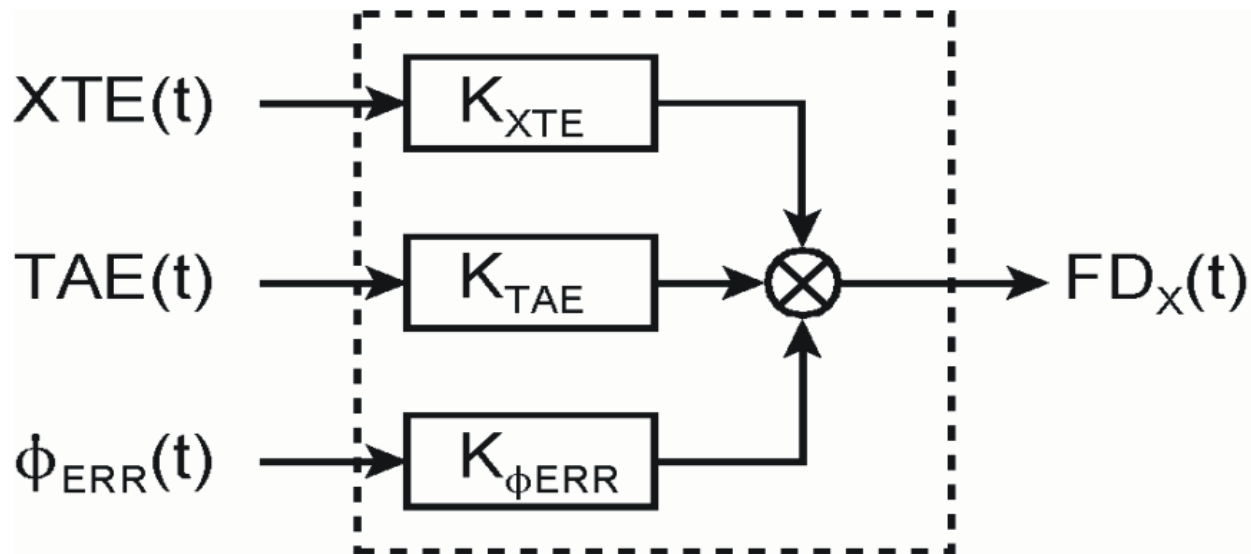 XTE(t)
K_XTE
TAE(t)
K_TAE
FD_X(t)
ϕ_ERR(t)
K_ϕERR